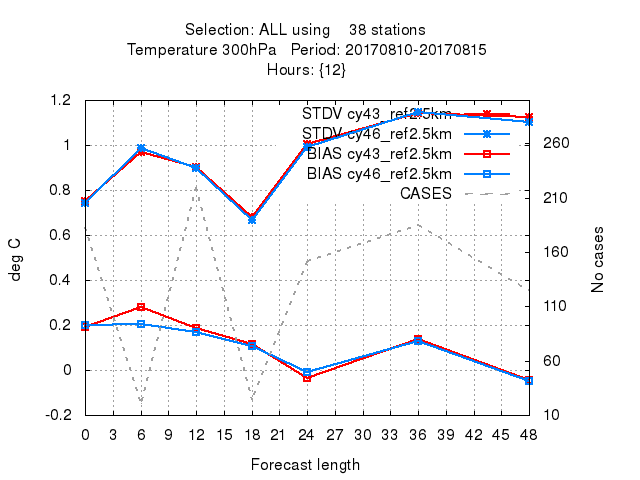 Selection: ALL using    38 stations
Temperature 300hPa   Period: 20170810-20170815
Hours: {12}
STDV cy43_ref2.5km
STDV cy46_ref2.5km
BIAS cy43_ref2.5km
BIAS cy46_ref2.5km
CASES
deg C
1.2
1
0.8
0.6
0.4
0.2
0
-0.2
No cases
260
210
160
110
60
10
0 3 6 9 12 15 18 21 24 27 30 33 36 39 42 45 48
Forecast length